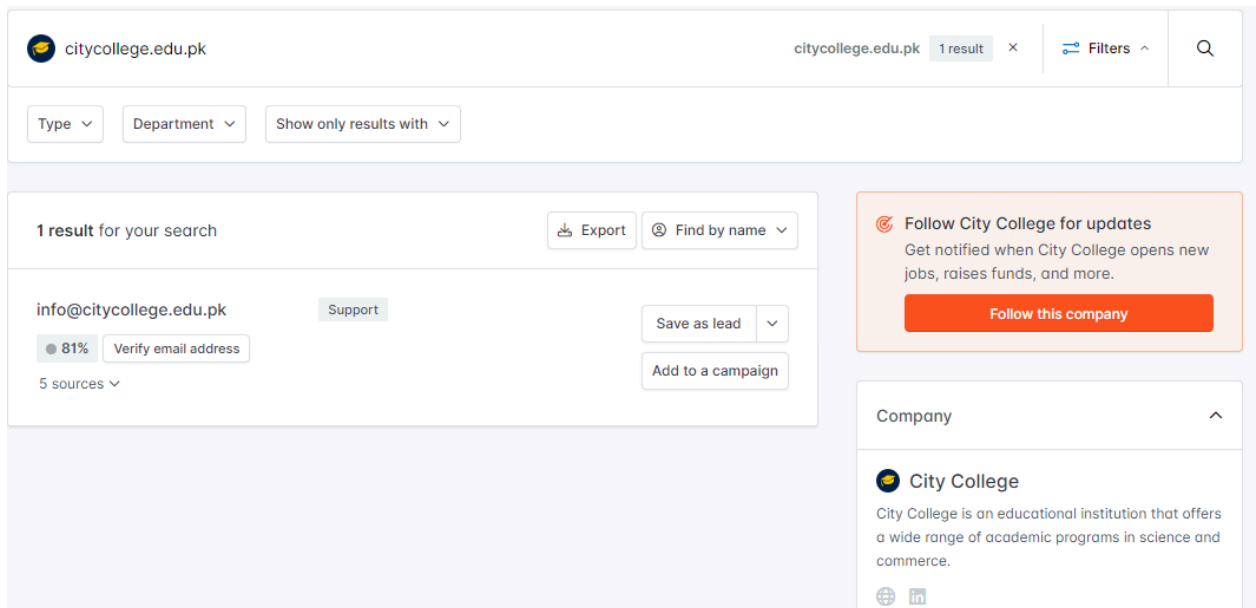 citycollege.edu.pk
citycollege.edu.pk 1 result × Filters
Type Department Show only results with
1 result for your search Export Find by name
info@citycollege.edu.pk Support
81% Verify email address
5 sources
Save as lead
Add to a campaign
Follow City College for updates
Get notified when City College opens new
jobs, raises funds, and more.
Follow this company
Company
City College
City College is an educational institution that offers
a wide range of academic programs in science and
commerce.
in